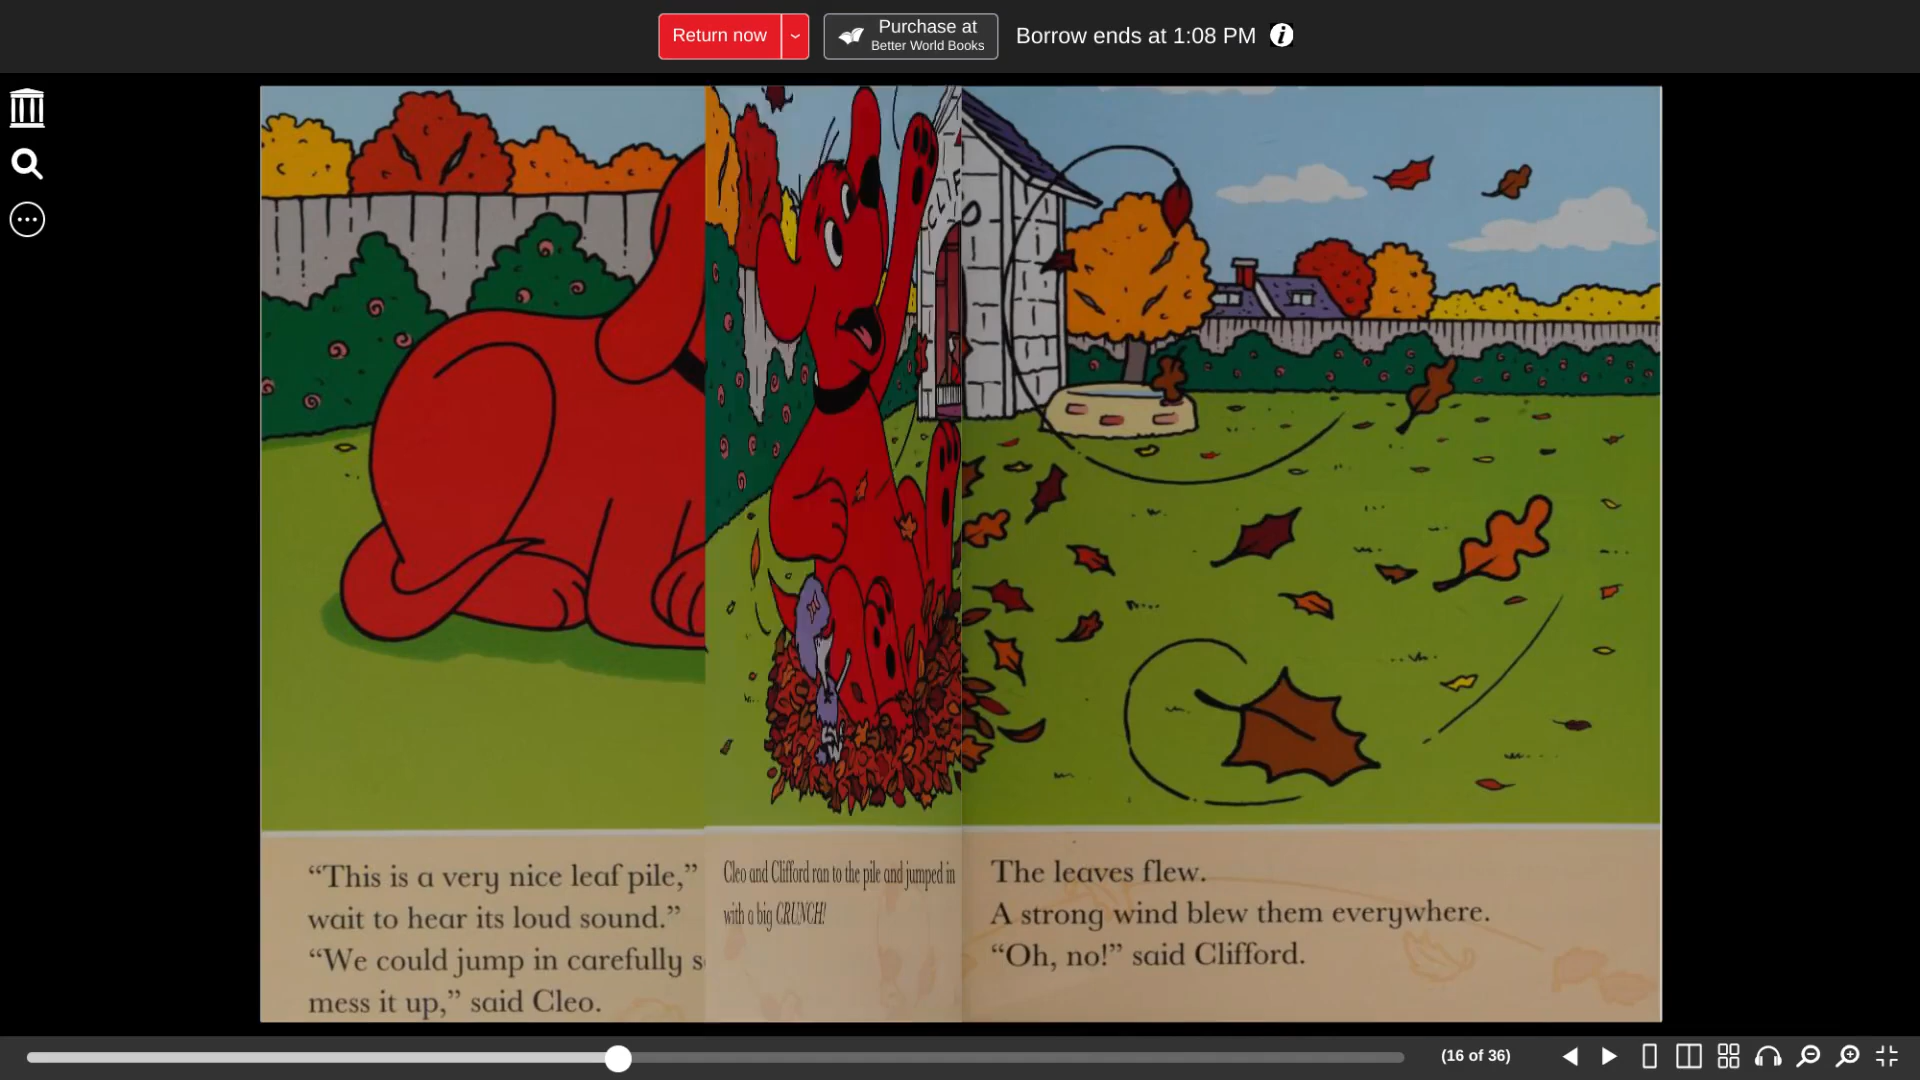 Return now
Purchase at
Better World Books
Borrow ends at 1:08 PM
“This is a very nice leaf pile,”
wait to hear its loud sound.”
“We could jump in carefully s
mess it up,” said Cleo.
Cleo and Clifford ran to the pile and jumped in
with a big CRUNCH!
The leaves flew.
A strong wind blew them everywhere.
“Oh, no!” said Clifford.
(16 of 36)